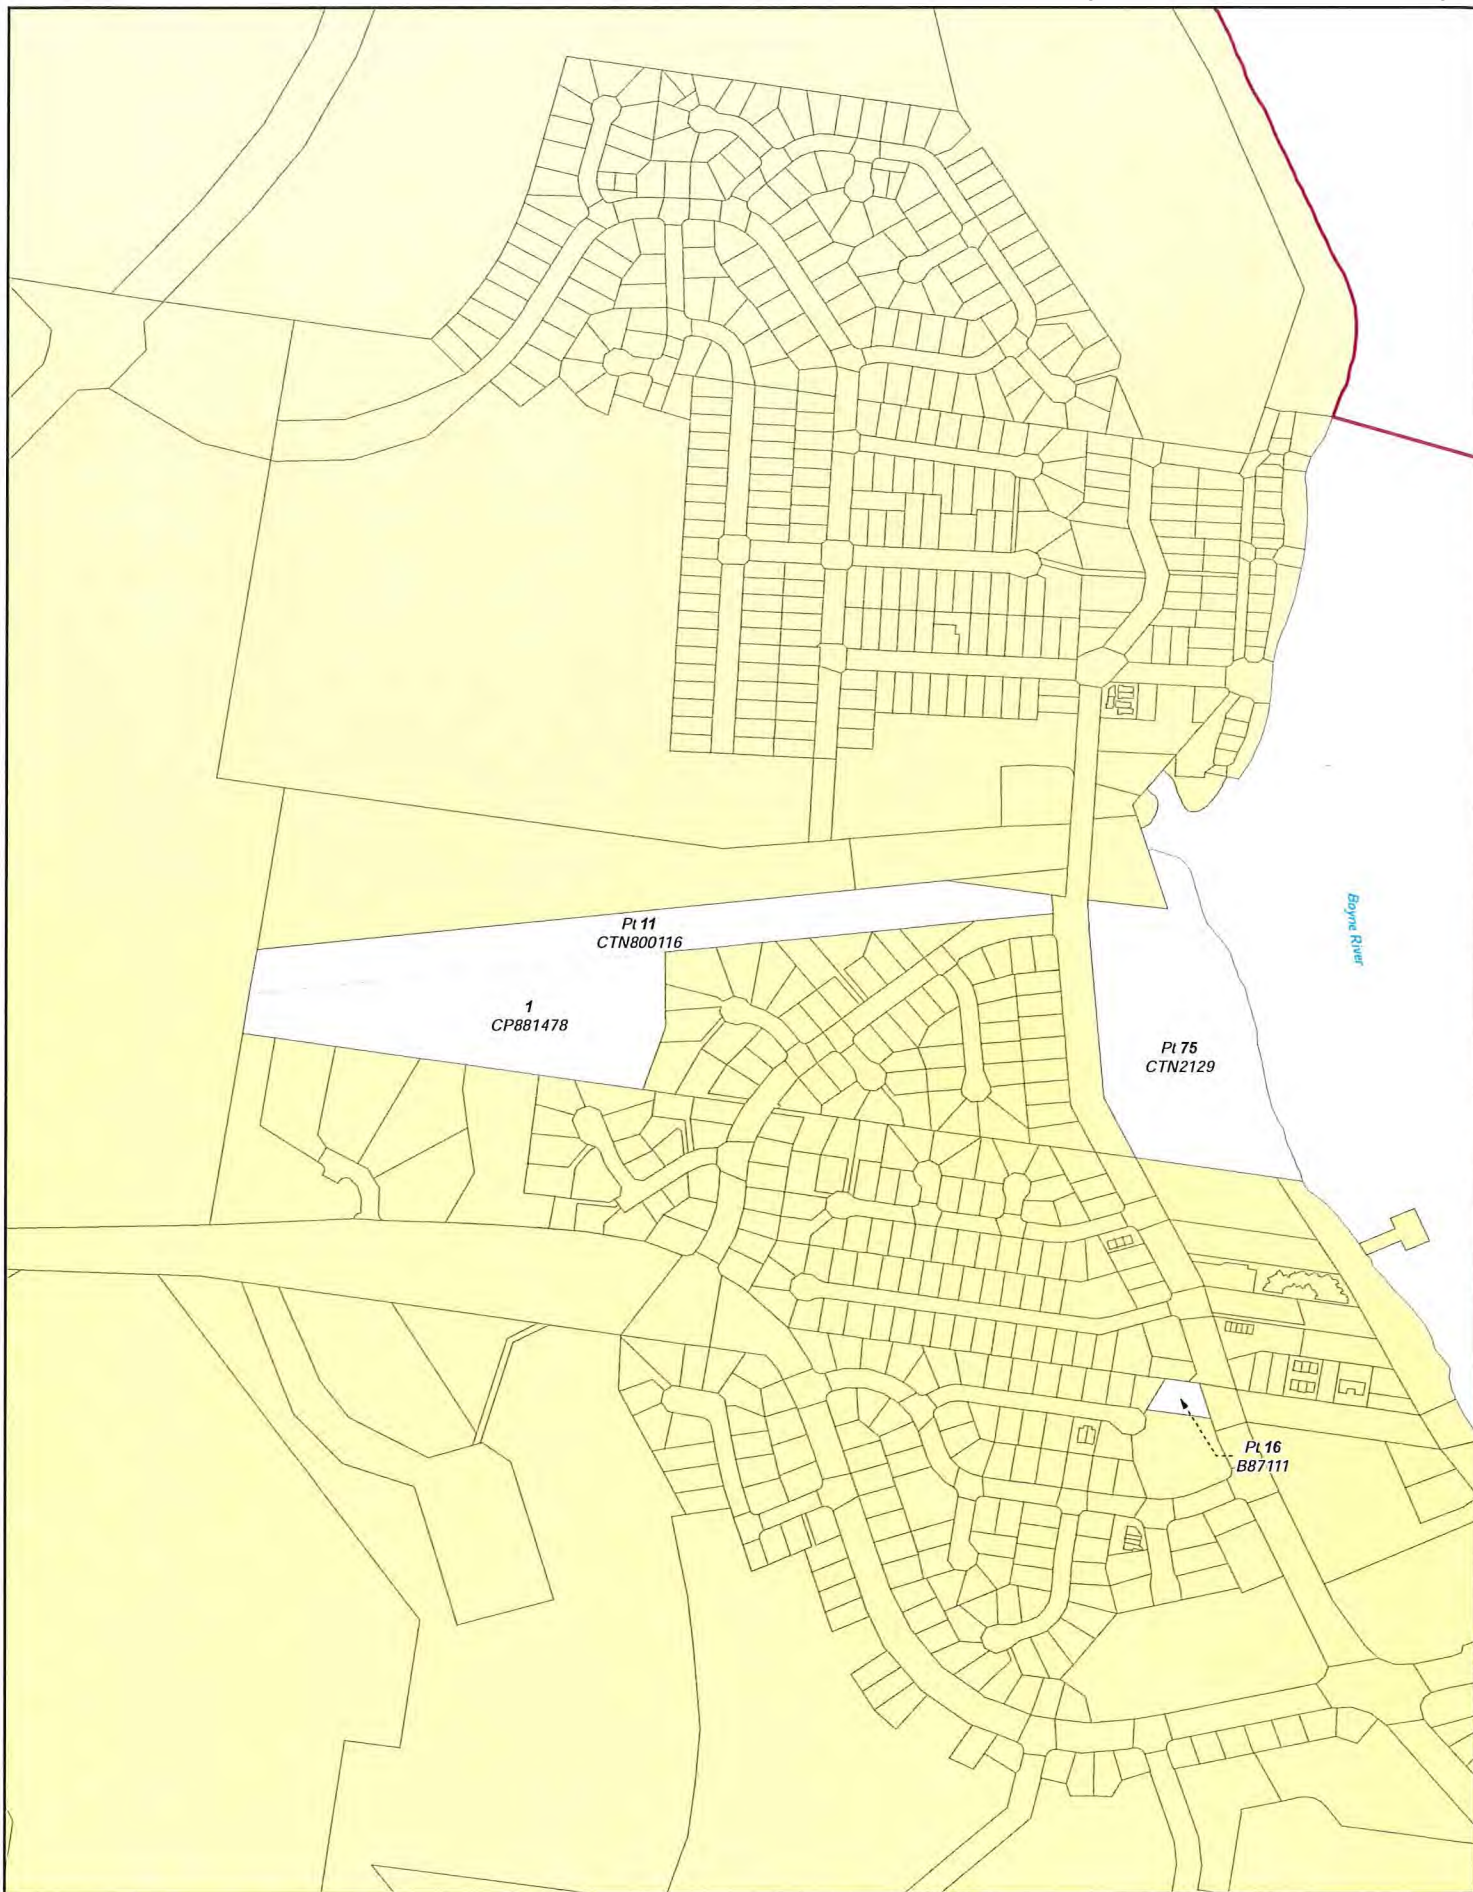 Pt 11
CTN800116
1
CP881478
Boyne River
Pt 75
CTN2129
Pt 16
B87111